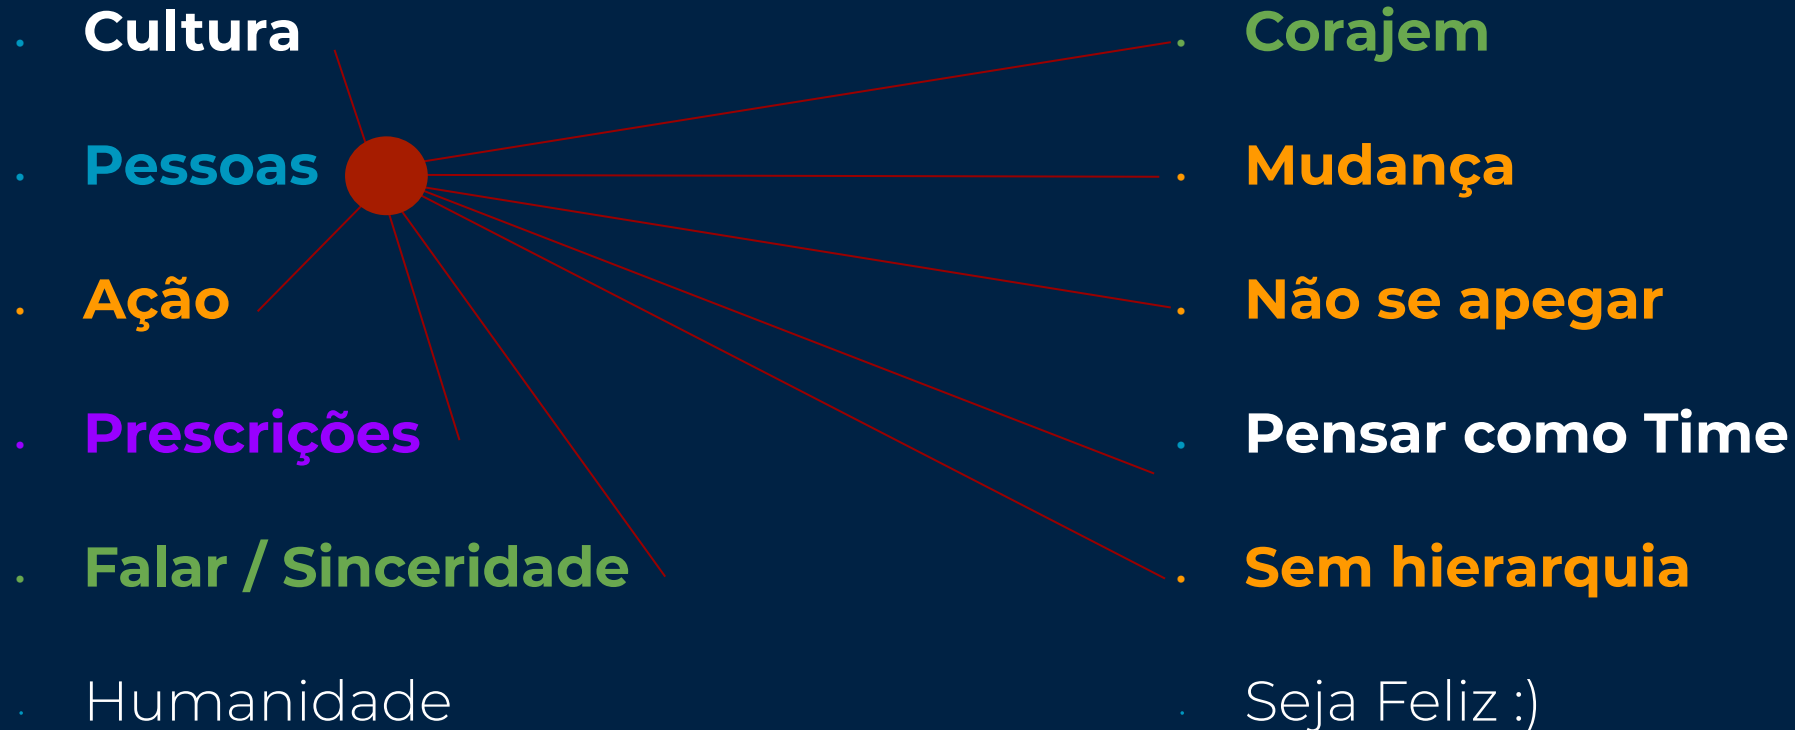 Cultura
Pessoas
Ação
Prescrições
Falar / Sinceridade
Humanidade
Corajem
Mudança
Não se apegar
Pensar como Time
Sem hierarquia
Seja Feliz :)